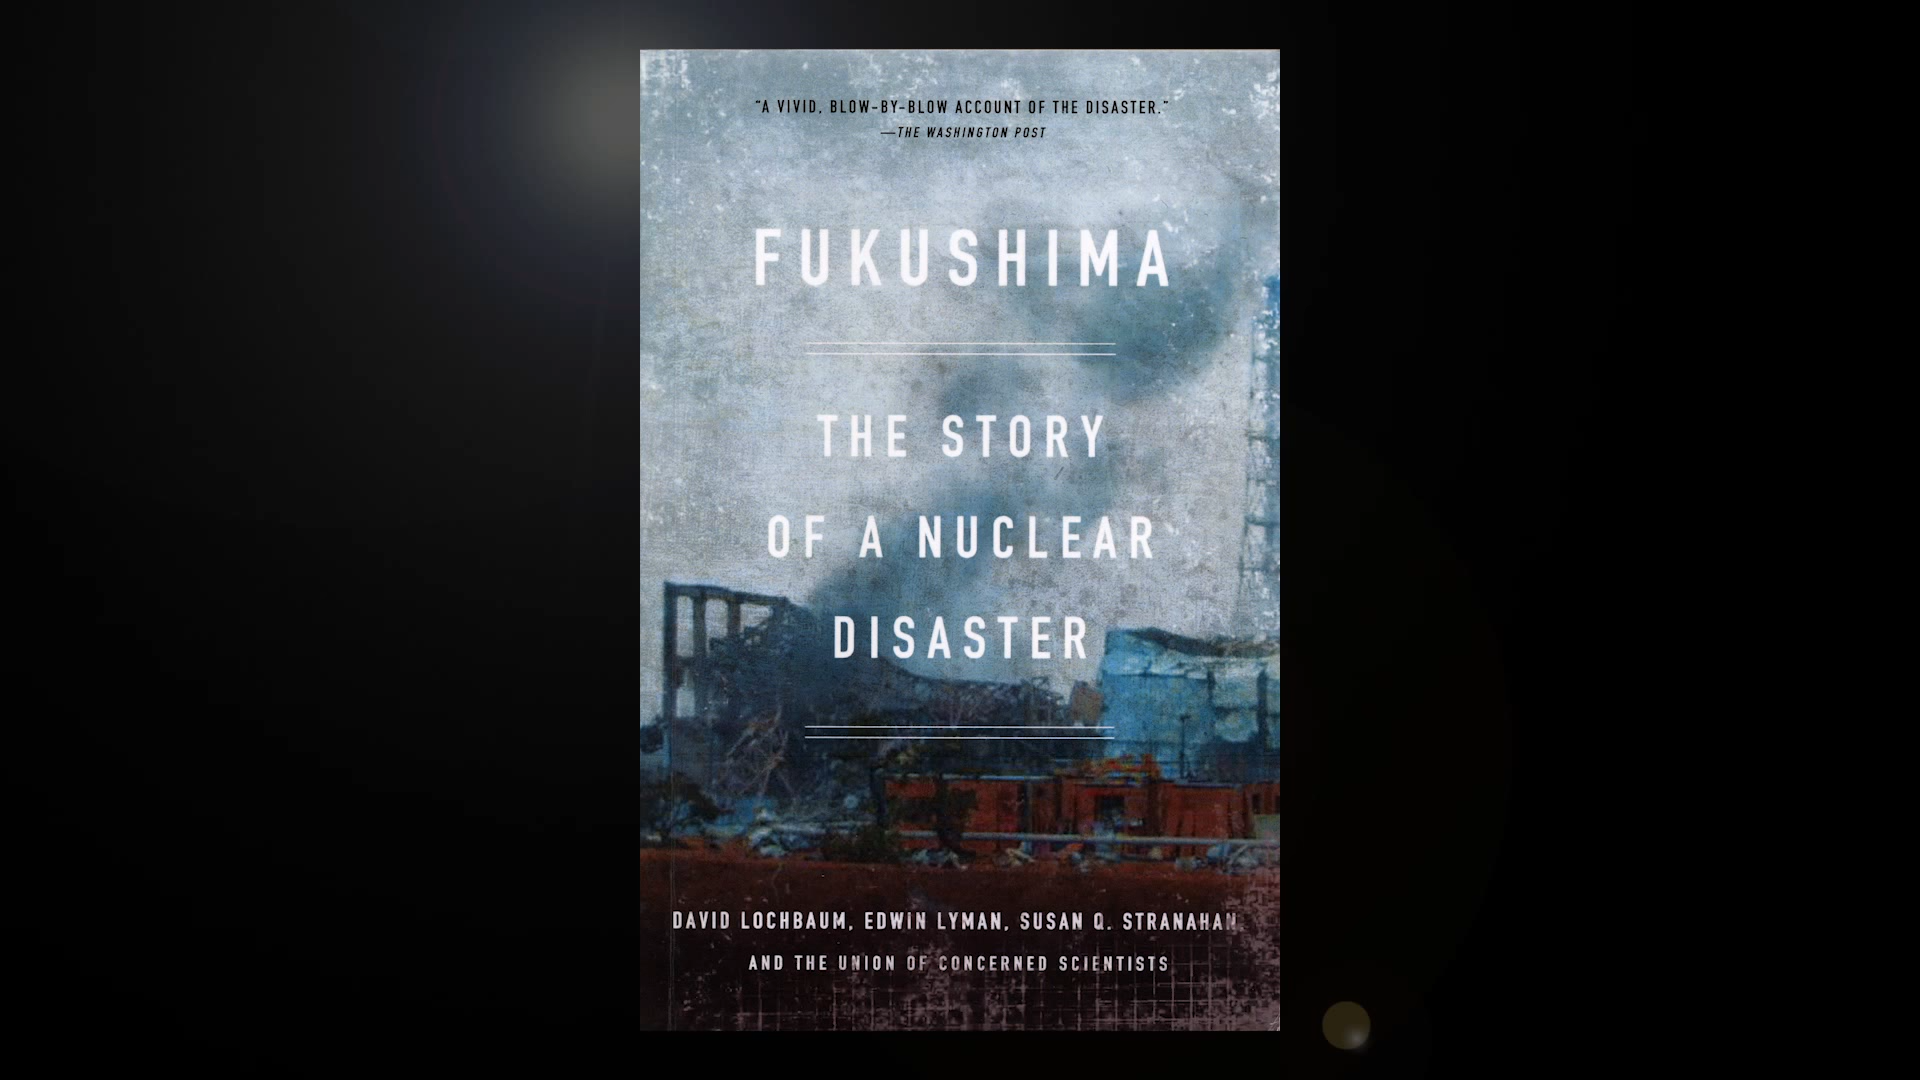 "A VIVID, BLOW-BY-BLOW ACCOUNT OF THE DISASTER."
—THE WASHINGTON POST
FUKUSHIMA
THE STORY
OF A NUCLEAR
DISASTER
DAVID LOCHBAUM, EDWIN LYMAN, SUSAN Q. STRANAHAN
AND THE UNION OF CONCERNED SCIENTISTS